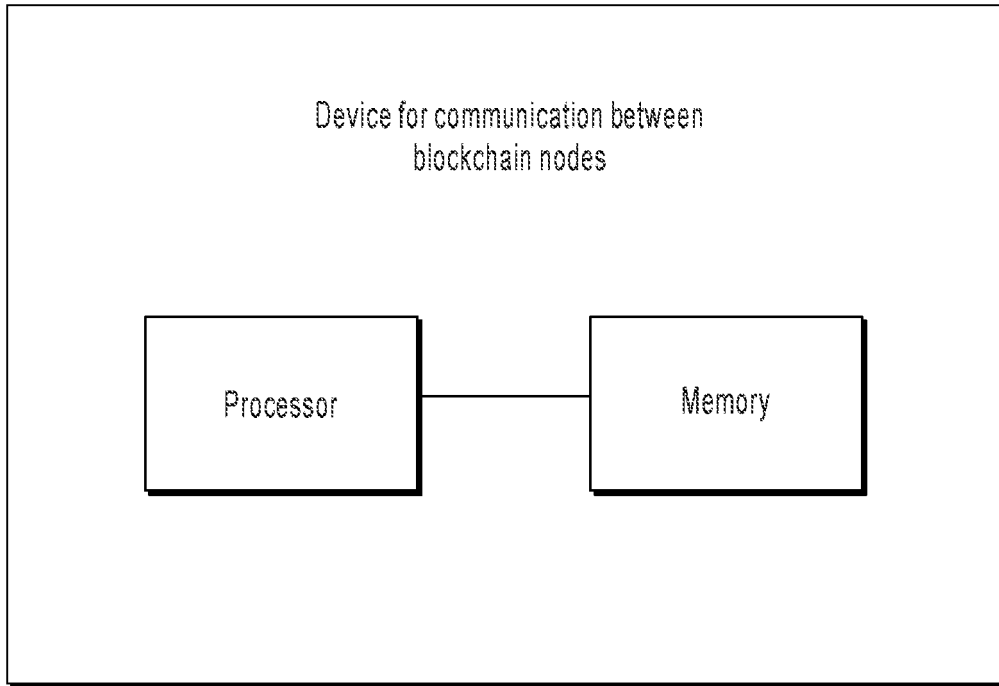 Device for communication between
blockchain nodes
Processor
Memory